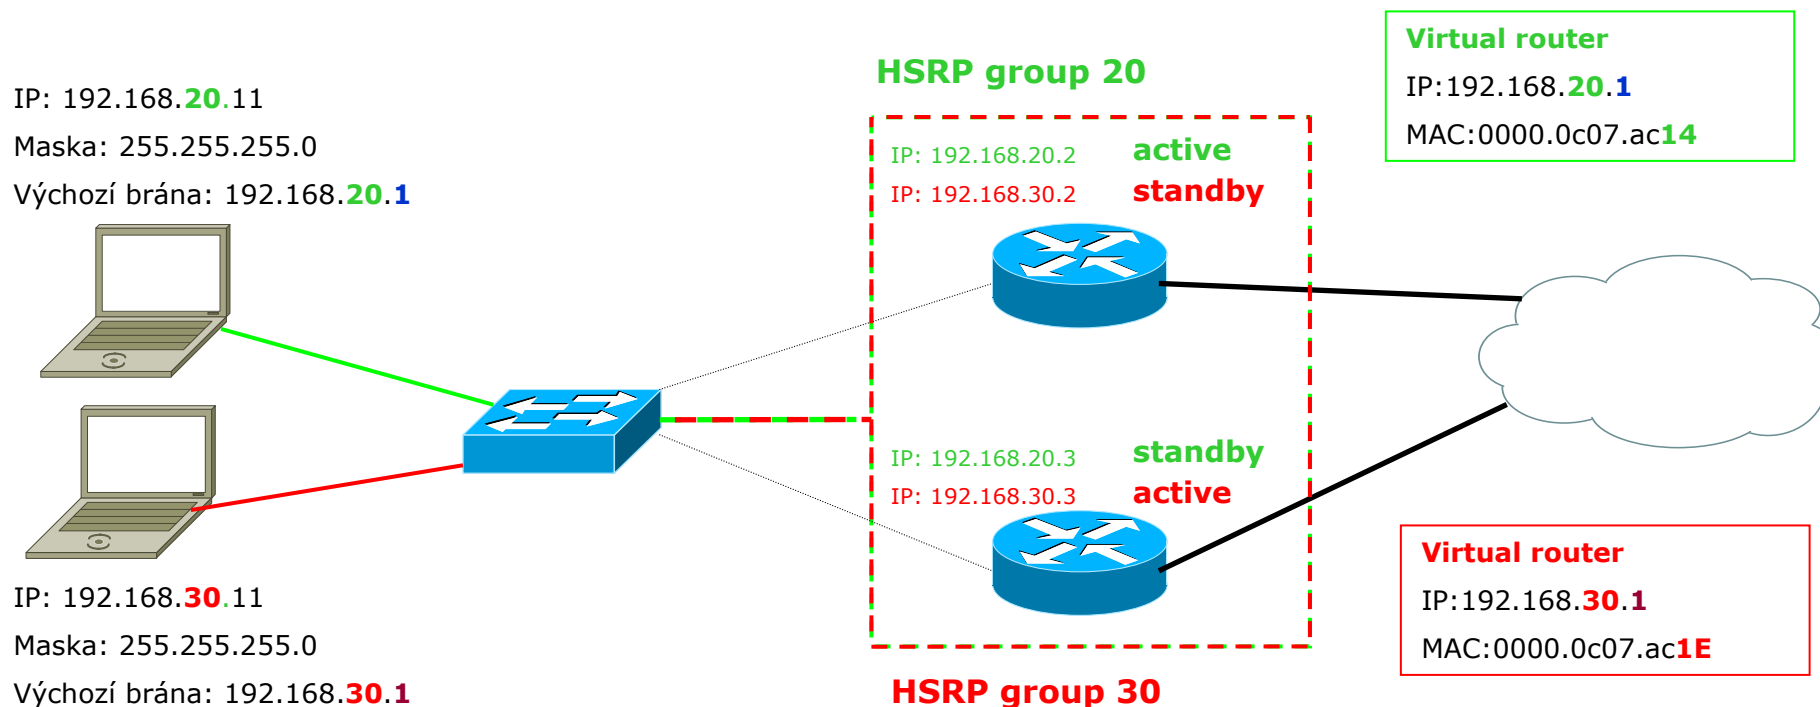 IP: 192.168.20.11
Maska: 255.255.255.0
Výchozí brána: 192.168.20.1
HSRP group 20
IP: 192.168.20.2 active
IP: 192.168.30.2 standby
Virtual router
IP:192.168.20.1
MAC:0000.0c07.ac14
IP: 192.168.20.3 standby
IP: 192.168.30.3 active
IP: 192.168.30.11
Maska: 255.255.255.0
Výchozí brána: 192.168.30.1
HSRP group 30
Virtual router
IP:192.168.30.1
MAC:0000.0c07.ac1E